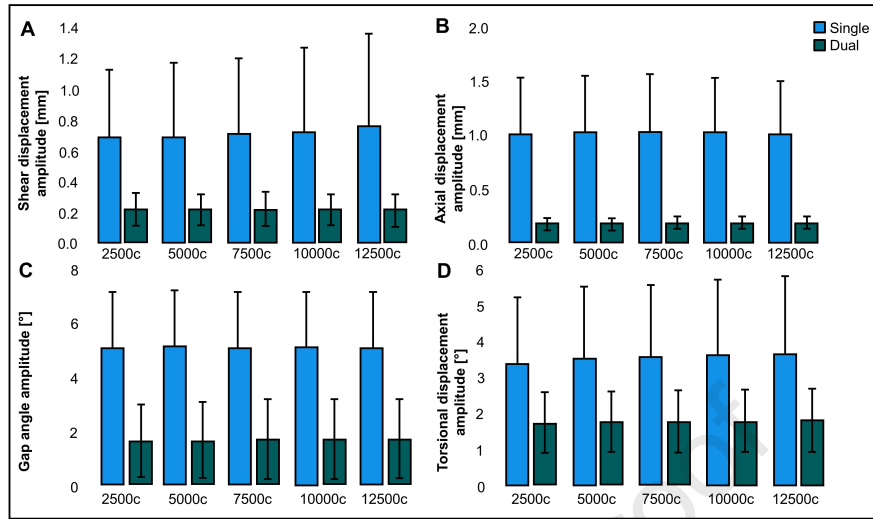 A
Shear displacement
amplitude [mm]
1.4
1.2
1.0
0.8
0.6
0.4
0.2
0.0
2500c 5000c 7500c 10000c 12500c
B
Axial displacement
amplitude [mm]
2.0
1.5
1.0
0.5
0.0
2500c 5000c 7500c 10000c 12500c
Single
Dual
C
Gap angle amplitude [°]
8
6
4
2
0
2500c 5000c 7500c 10000c 12500c
D
Torsional displacement
amplitude [°]
6
5
4
3
2
1
0
2500c 5000c 7500c 10000c 12500c